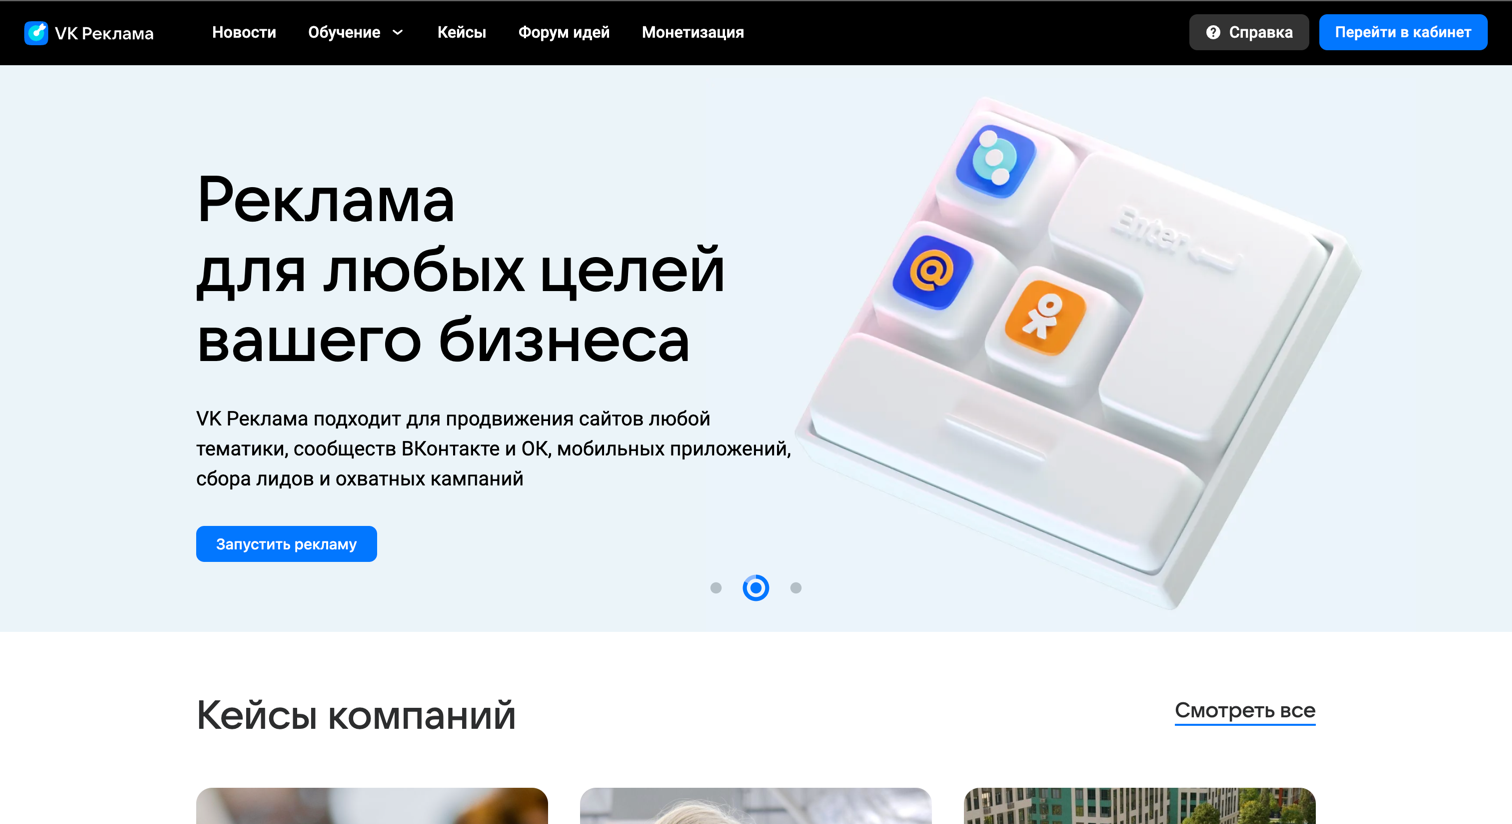 VK Реклама
Новости
Обучение
Кейсы
Форум идей
Монетизация
Справка
Перейти в кабинет
Реклама
для любых целей
вашего бизнеса
Enter
VK Реклама подходит для продвижения сайтов любой
тематики, сообществ ВКонтакте и ОК, мобильных приложений,
сбора лидов и охватных кампаний
Запустить рекламу
Кейсы компаний
Смотреть все